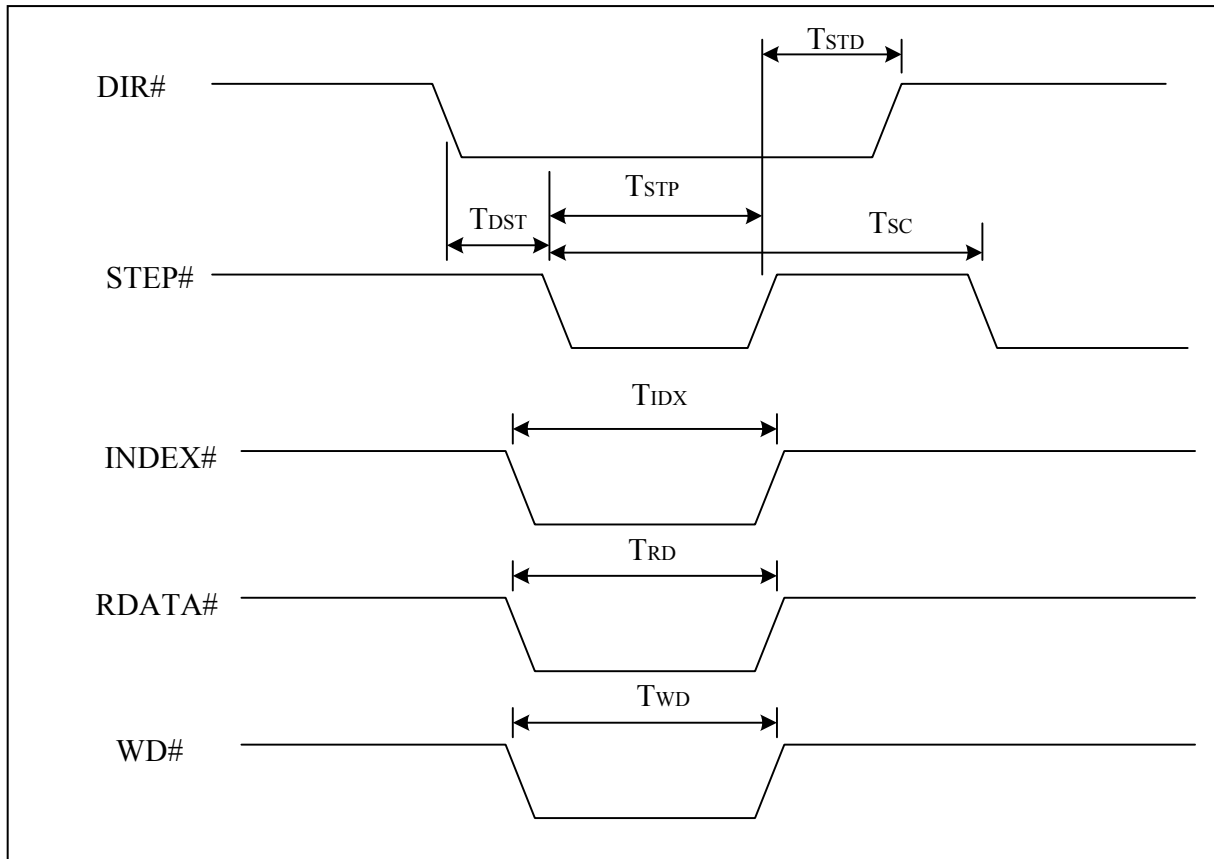 TSTD
DIR#
TSTP
TDST
TSC
STEP#
TIDX
INDEX#
TRD
RDATA#
TWD
WD#